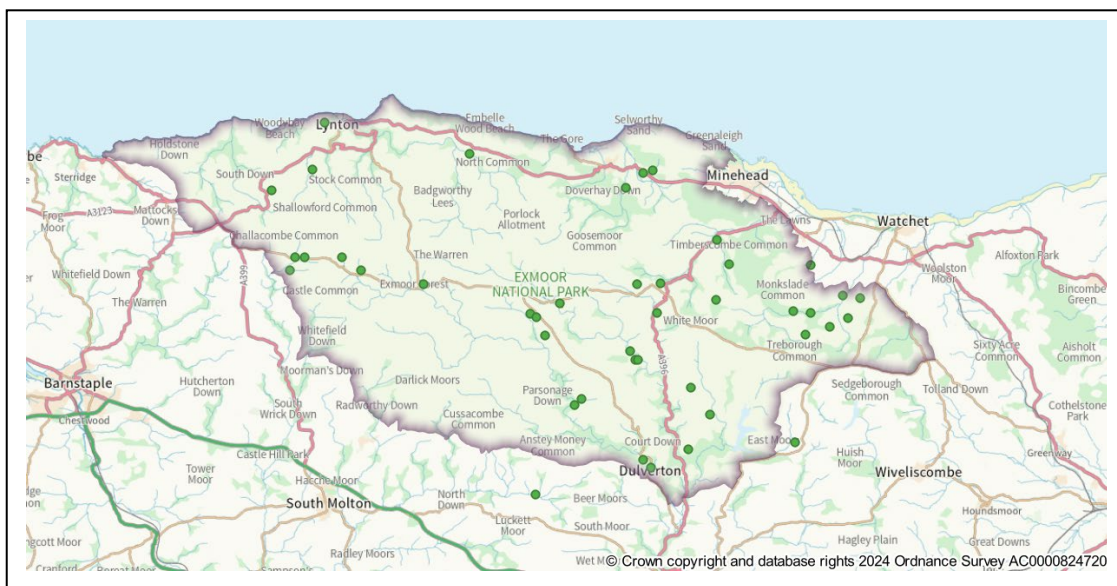 Embelle
Wood Beach
Selworthy
Sand
Woodybay
Beach
Lynton
The Gore
Greenaleigh
Sand
Holdstone
Down
be
Sterridge
South Down
Stock Common
North Common
Minehead
Badgworthy
Lees
Doverhay Down
A3123
Mattocks
Down
Shallowford Common
Frog
Moor
Porlock
Allotment
The Lawns
Watchet
Challacombe Common
Goosemoor
Common
Timberscombe Common
Whitefield Down
The Warren
Alfoxton Park
A399
Castle Common
Exmoor Forest
EXMOOR
NATIONAL PARK
Monkslade
Common
Woolston
Moor
Bincombe
Green
The Warren
Whitefield
Down
White Moor
Treborough
Common
Sixty Acre
Common
Aisholt
Common
Moorman's Down
A396
Barnstaple
Hutcherton
Down
Darlick Moors
Parsonage
Down
Sedgeborough
Common
Tolland Down
Chestwood
South
Wrick Down
Radworthy Down
Cussacombe
Common
Cothelstone
Park
Castle Hill Park
Anstey Money
Common
Court Down
East Moor
Huish
Moor
Greenway
Tower
Moor
Hacche Moor
Dulverton
Wiveliscombe
South Molton
North
Down
Beer Moors
Houndsmoor
Luckett
Moor
South Moor
Hagley Plain
Great Downs
Radley Moors
Cranford
© Crown copyright and database rights 2024 Ordnance Survey AC0000824720